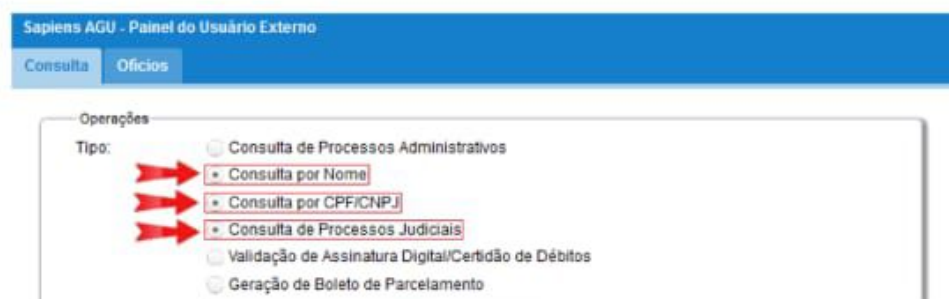 Sapiens AGU - Painel do Usuário Externo
Consulta Ofícios
Operações
Tipo: Consulta de Processos Administrativos
Consulta por Nome
Consulta por CPF/CNPJ
Consulta de Processos Judiciais
Validação de Assinatura Digital/Certidão de Débitos
Geração de Boleto de Parcelamento